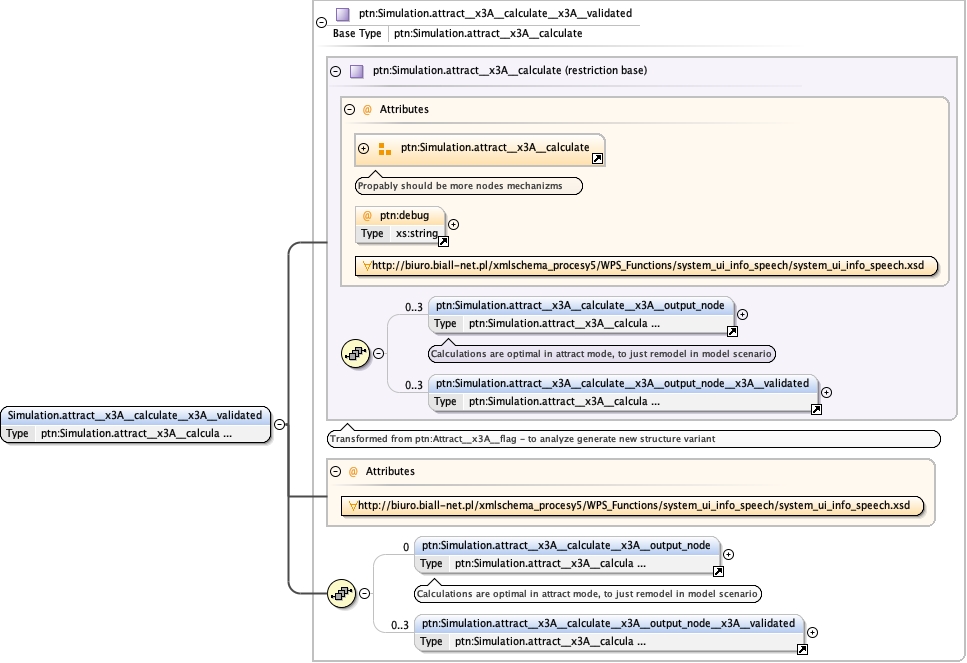 ptn:Simulation.attract__x3A__calculate__x3A__validated
Base Type ptn:Simulation.attract__x3A__calculate
ptn:Simulation.attract__x3A__calculate (restriction base)
@ Attributes
ptn:Simulation.attract__x3A__calculate
Propably should be more nodes mechanizms
@ ptn:debug
Type xs:string
∀http://biuro.biall-net.pl/xmlschema_procesy5/WPS_Functions/system_ui_info_speech/system_ui_info_speech.xsd
0..3 ptn:Simulation.attract__x3A__calculate__x3A__output_node
Type ptn:Simulation.attract__x3A__calcula ...
Calculations are optimal in attract mode, to just remodel in model scenario
0..3 ptn:Simulation.attract__x3A__calculate__x3A__output_node__x3A__validated
Type ptn:Simulation.attract__x3A__calcula ...
Simulation.attract__x3A__calculate__x3A__validated
Type ptn:Simulation.attract__x3A__calcula ...
Transformed from ptn:Attract__x3A__flag - to analyze generate new structure variant
@ Attributes
∀http://biuro.biall-net.pl/xmlschema_procesy5/WPS_Functions/system_ui_info_speech/system_ui_info_speech.xsd
0 ptn:Simulation.attract__x3A__calculate__x3A__output_node
Type ptn:Simulation.attract__x3A__calcula ...
Calculations are optimal in attract mode, to just remodel in model scenario
0..3 ptn:Simulation.attract__x3A__calculate__x3A__output_node__x3A__validated
Type ptn:Simulation.attract__x3A__calcula ...